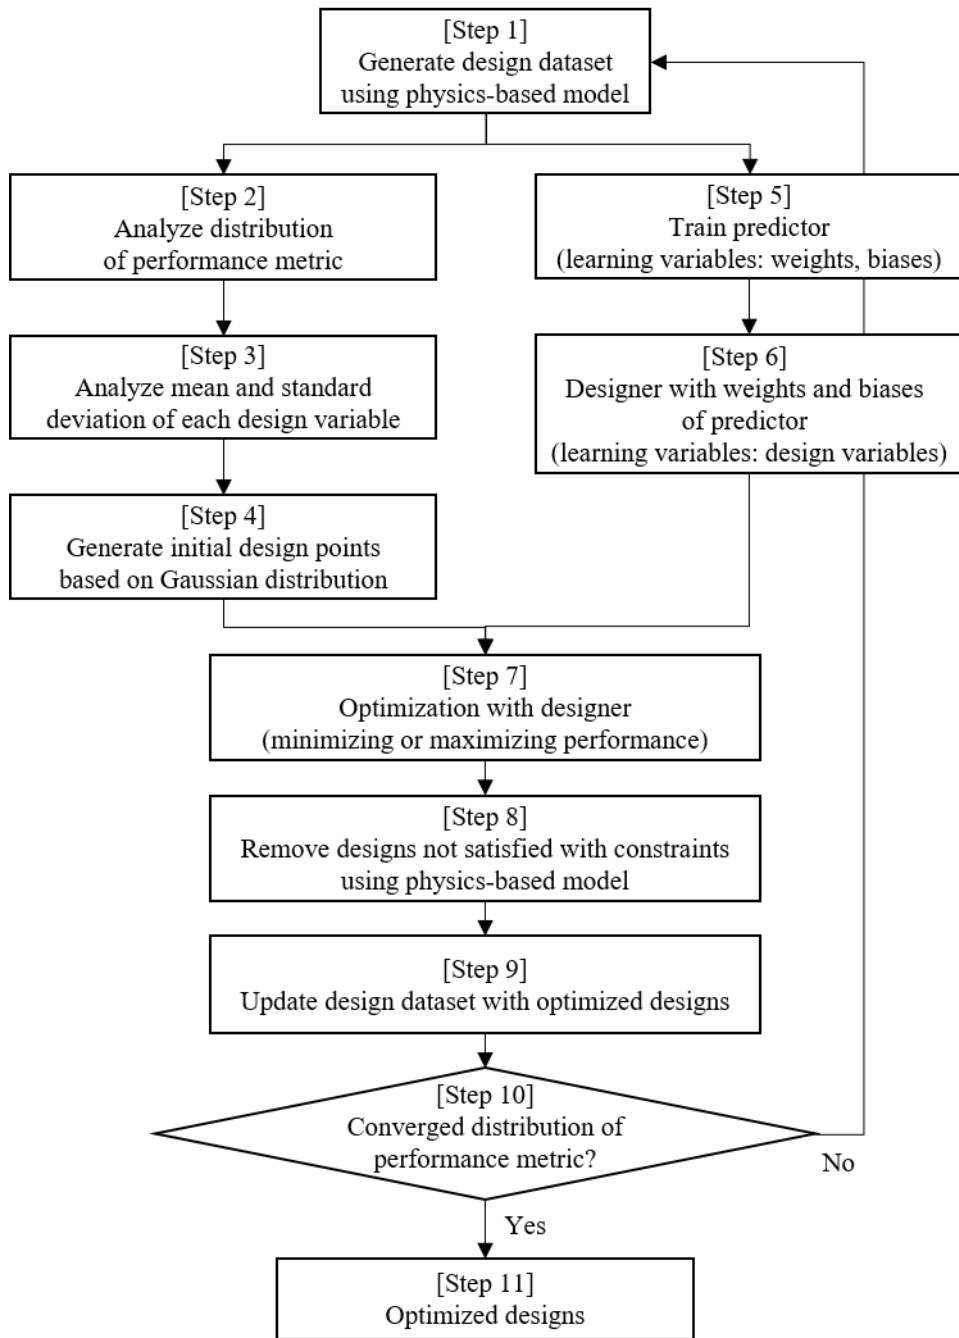 [Step 1]
Generate design dataset
using physics-based model
[Step 2]
Analyze distribution
of performance metric
[Step 3]
Analyze mean and standard
deviation of each design variable
[Step 4]
Generate initial design points
based on Gaussian distribution
[Step 5]
Train predictor
(learning variables: weights, biases)
[Step 6]
Designer with weights and biases
of predictor
(learning variables: design variables)
[Step 7]
Optimization with designer
(minimizing or maximizing performance)
[Step 8]
Remove designs not satisfied with constraints
using physics-based model
[Step 9]
Update design dataset with optimized designs
[Step 10]
Converged distribution of
performance metric?
No
Yes
[Step 11]
Optimized designs